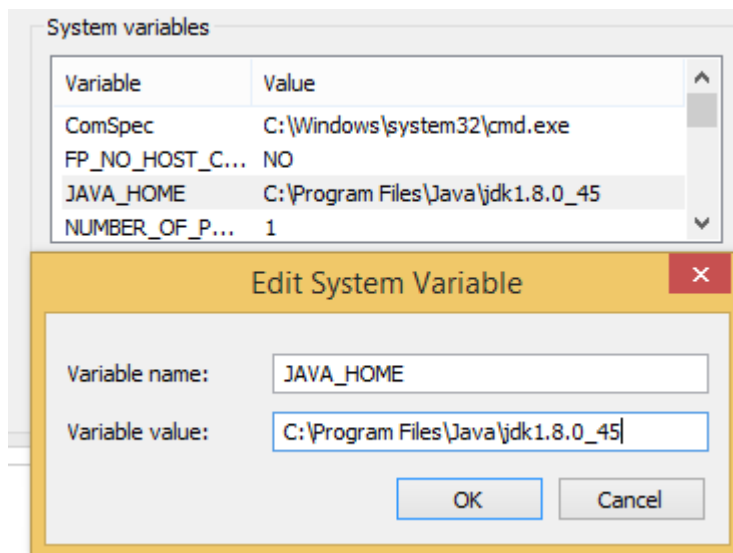 System variables
Variable Value
ComSpec C:\Windows\system32\cmd.exe
FP_NO_HOST_C... NO
JAVA_HOME C:\Program Files\Java\jdk1.8.0_45
NUMBER_OF_P... 1
Edit System Variable
Variable name: JAVA_HOME
Variable value: C:\Program Files\Java\jdk1.8.0_45
OK Cancel